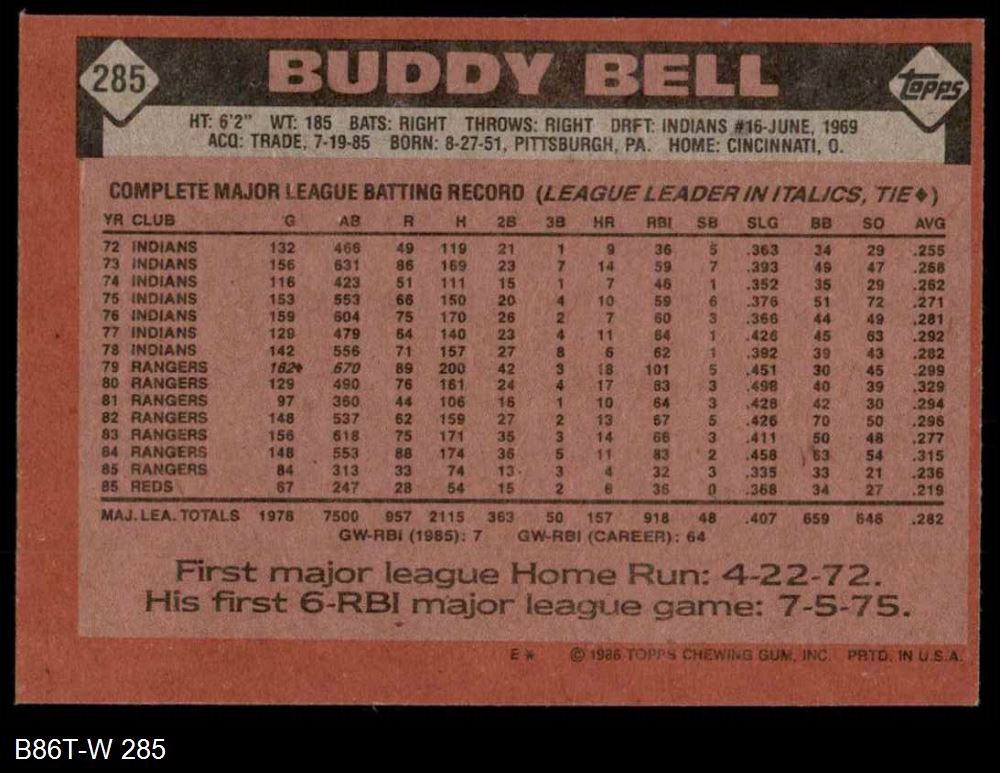 285 BUDDY BELL TOPPS
HT: 6'2" WT: 185 BATS: RIGHT THROWS: RIGHT DRFT: INDIANS #16-JUNE, 1969
ACQ: TRADE, 7-19-85 BORN: 8-27-51, PITTSBURGH, PA. HOME: CINCINNATI, O.
COMPLETE MAJOR LEAGUE BATTING RECORD (LEAGUE LEADER IN ITALICS, TIE♦)
YR CLUB G AB R H 2B 3B HR RBI SB SLG BB SO AVG
72 INDIANS 132 466 49 119 21 1 9 36 5 .363 34 29 .255
73 INDIANS 156 631 86 169 23 7 14 59 7 .393 49 47 .268
74 INDIANS 116 423 51 111 15 1 7 46 1 .352 35 29 .262
75 INDIANS 153 553 66 150 20 4 10 59 6 .376 51 72 .271
76 INDIANS 159 604 75 170 26 2 7 60 3 .366 44 49 .281
77 INDIANS 129 479 64 140 23 4 11 64 1 .426 45 63 .292
78 INDIANS 142 556 71 157 27 8 6 62 1 .392 39 43 .282
79 RANGERS 162♦ 670 89 200 42 3 18 101 5 .451 30 45 .299
80 RANGERS 129 490 76 161 24 4 17 83 3 .498 40 39 .329
81 RANGERS 97 360 44 106 16 1 10 64 3 .428 42 30 .294
82 RANGERS 148 537 62 159 27 2 13 67 5 .426 70 50 .296
83 RANGERS 156 618 75 171 35 3 14 66 3 .411 50 48 .277
84 RANGERS 148 553 88 174 36 5 11 83 2 .458 63 54 .315
85 RANGERS 84 313 33 74 13 3 4 32 3 .335 33 21 .236
85 REDS 67 247 28 54 15 2 6 36 0 .368 34 27 .219
MAJ. LEA. TOTALS 1978 7500 957 2115 363 50 157 918 48 .407 659 646 .282
GW-RBI (1985): 7 GW-RBI (CAREER): 64
First major league Home Run: 4-22-72.
His first 6-RBI major league game: 7-5-75.
E* © 1986 TOPPS CHEWING GUM, INC. PRTD. IN U.S.A.
B86T-W 285